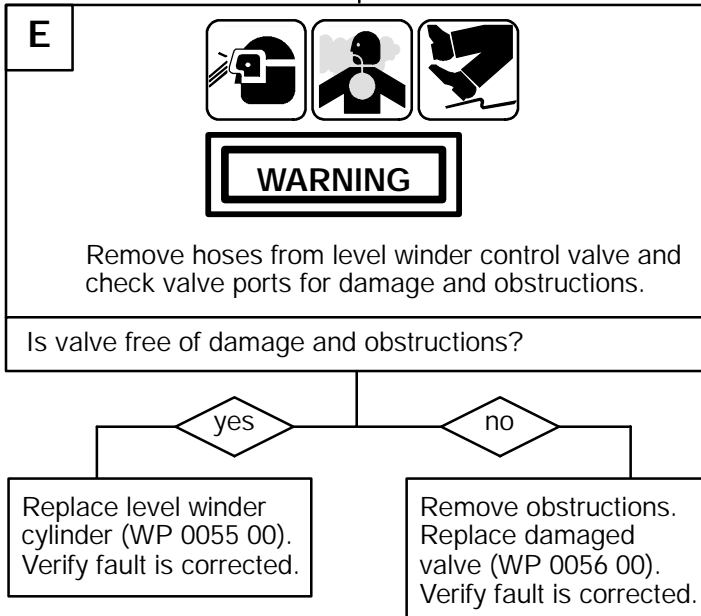 E
WARNING
Remove hoses from level winder control valve and
check valve ports for damage and obstructions.
Is valve free of damage and obstructions?
yes
no
Replace level winder
cylinder (WP 0055 00).
Verify fault is corrected.
Remove obstructions.
Replace damaged
valve (WP 0056 00).
Verify fault is corrected.